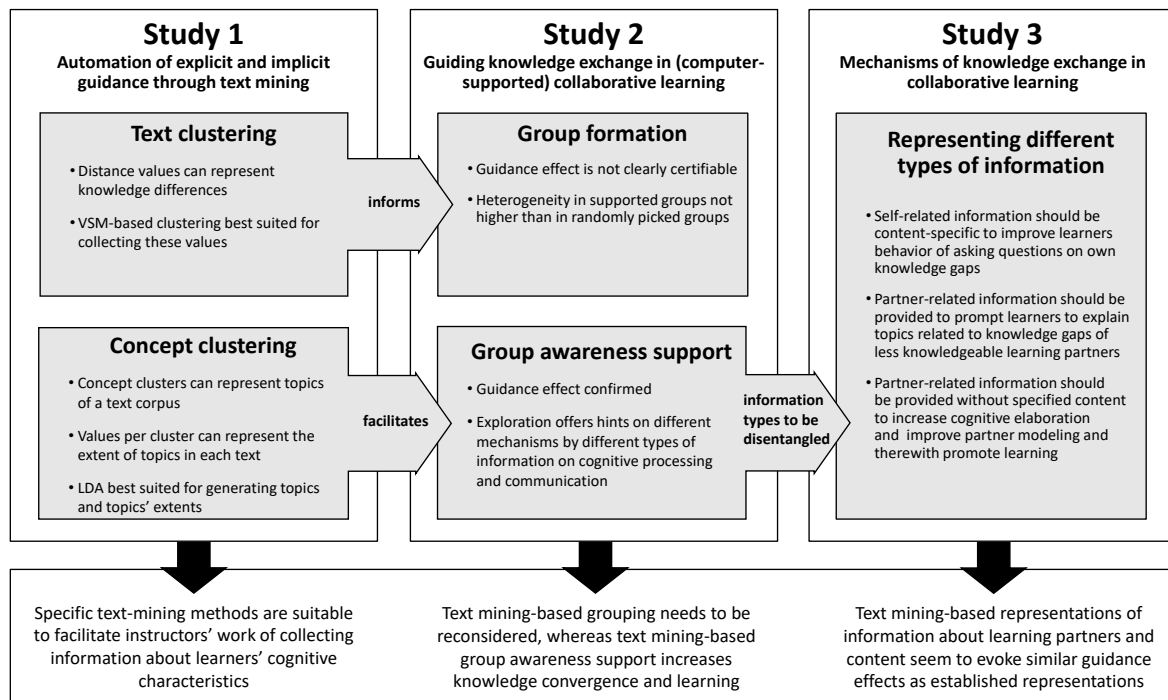 Study 1
Automation of explicit and implicit
guidance through text mining
Text clustering
• Distance values can represent
knowledge differences
• VSM-based clustering best suited for
collecting these values
Concept clustering
• Concept clusters can represent topics
of a text corpus
• Values per cluster can represent the
extent of topics in each text
• LDA best suited for generating topics
and topics’ extents
informs
facilitates
Study 2
Guiding knowledge exchange in (computer-
supported) collaborative learning
Group formation
• Guidance effect is not clearly certifiable
• Heterogeneity in supported groups not
higher than in randomly picked groups
Group awareness support
• Guidance effect confirmed
• Exploration offers hints on different
mechanisms by different types of
information on cognitive processing
and communication
information
types to be
disentangled
Study 3
Mechanisms of knowledge exchange in
collaborative learning
Representing different
types of information
• Self-related information should be
content-specific to improve learners
behavior of asking questions on own
knowledge gaps
• Partner-related information should be
provided to prompt learners to explain
topics related to knowledge gaps of
less knowledgeable learning partners
• Partner-related information should
be provided without specified content
to increase cognitive elaboration
and improve partner modeling and
therewith promote learning
Specific text-mining methods are suitable
to facilitate instructors’ work of collecting
information about learners’ cognitive
characteristics
Text mining-based grouping needs to be
reconsidered, whereas text mining-based
group awareness support increases
knowledge convergence and learning
Text mining-based representations of
information about learning partners and
content seem to evoke similar guidance
effects as established representations